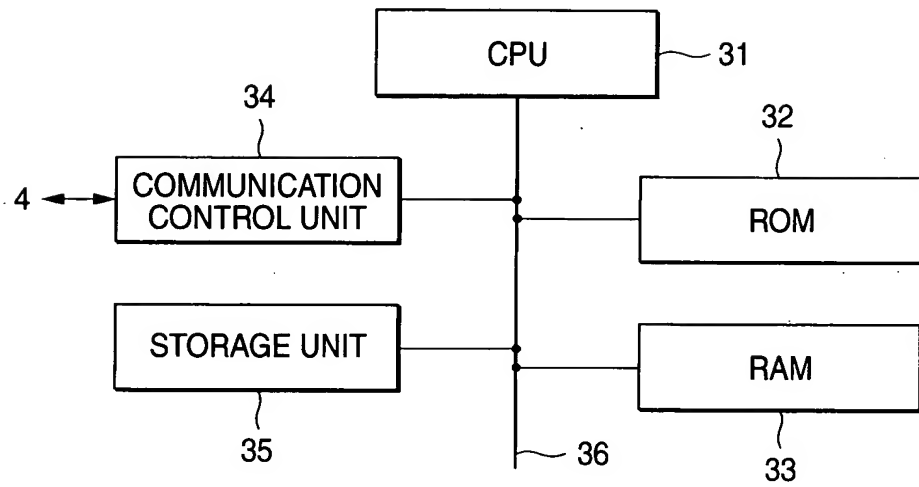 CPU
31
34
32
4
COMMUNICATION
CONTROL UNIT
ROM
STORAGE UNIT
RAM
35
36
33